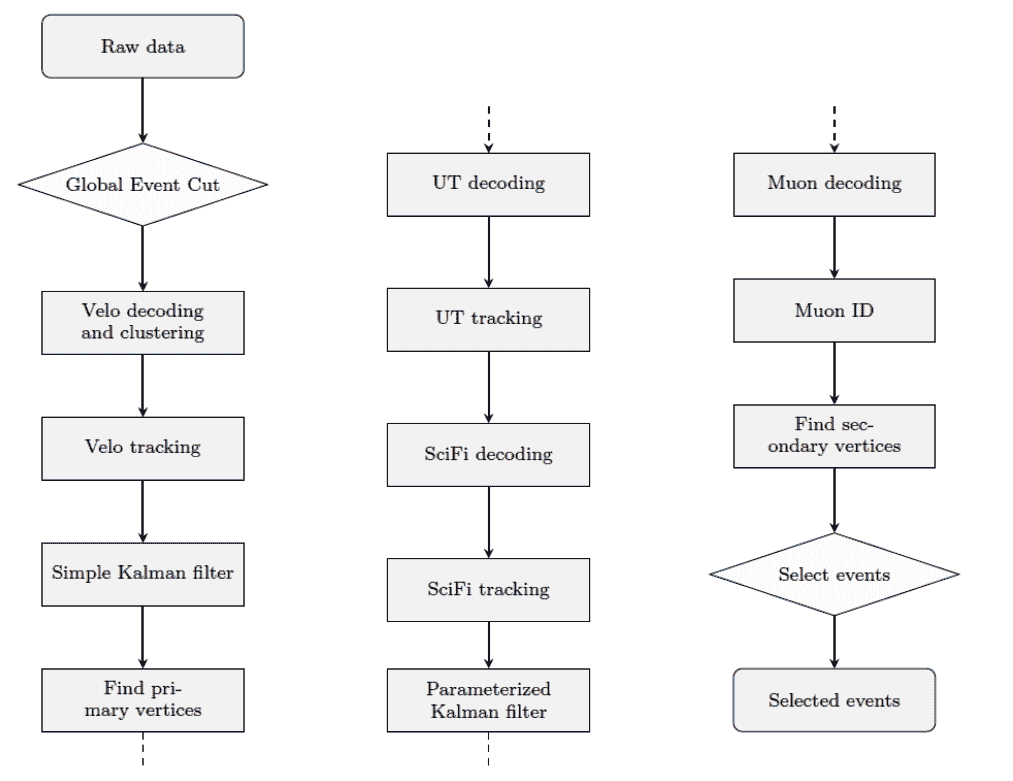 Raw data
Global Event Cut
Velo decoding
and clustering
Velo tracking
Simple Kalman filter
Find pri-
mary vertices
UT decoding
UT tracking
SciFi decoding
SciFi tracking
Parameterized
Kalman filter
Muon decoding
Muon ID
Find sec-
ondary vertices
Select events
Selected events